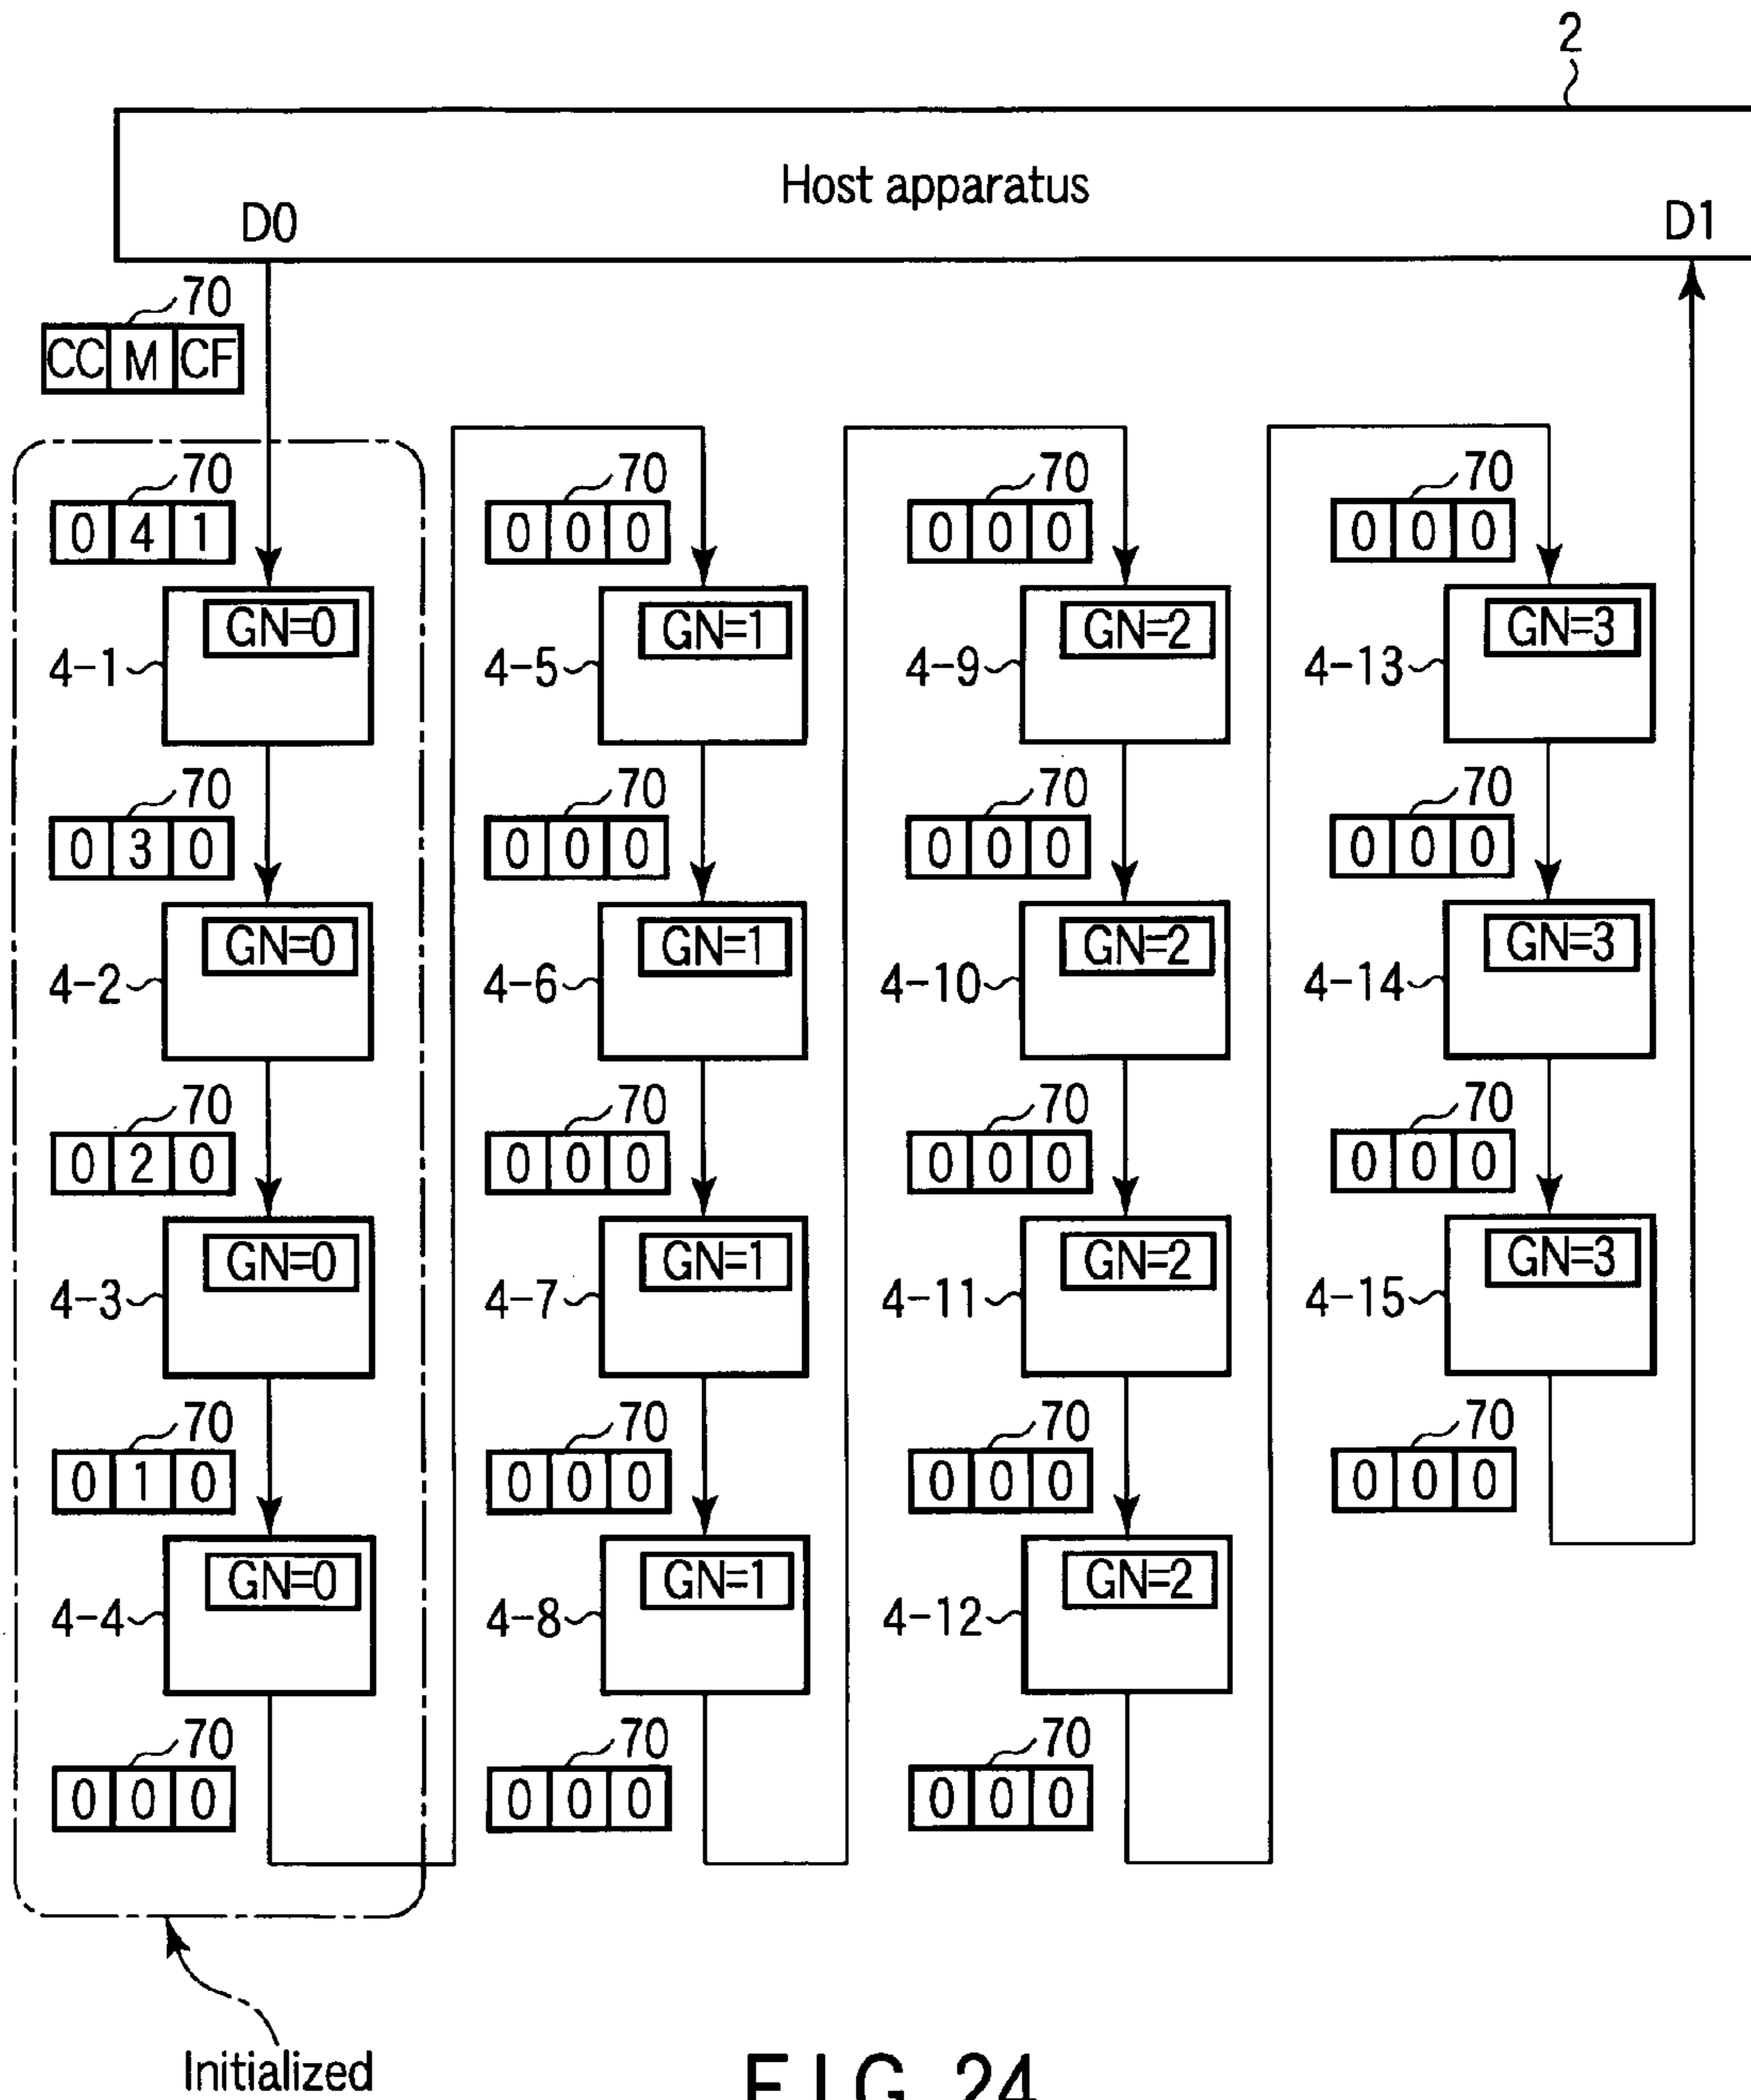 2
Host apparatus
D0
D1
70
CC M CF
70
0 4 1
GN=0
4-1
70
0 3 0
GN=0
4-2
70
0 2 0
GN=0
4-3
70
0 1 0
GN=0
4-4
70
0 0 0
Initialized
70
0 0 0
GN=1
4-5
70
0 0 0
GN=1
4-6
70
0 0 0
GN=1
4-7
70
0 0 0
GN=1
4-8
70
0 0 0
70
0 0 0
GN=2
4-9
70
0 0 0
GN=2
4-10
70
0 0 0
GN=2
4-11
70
0 0 0
GN=2
4-12
70
0 0 0
70
0 0 0
GN=3
4-13
70
0 0 0
GN=3
4-14
70
0 0 0
GN=3
4-15
70
0 0 0
FIG. 24